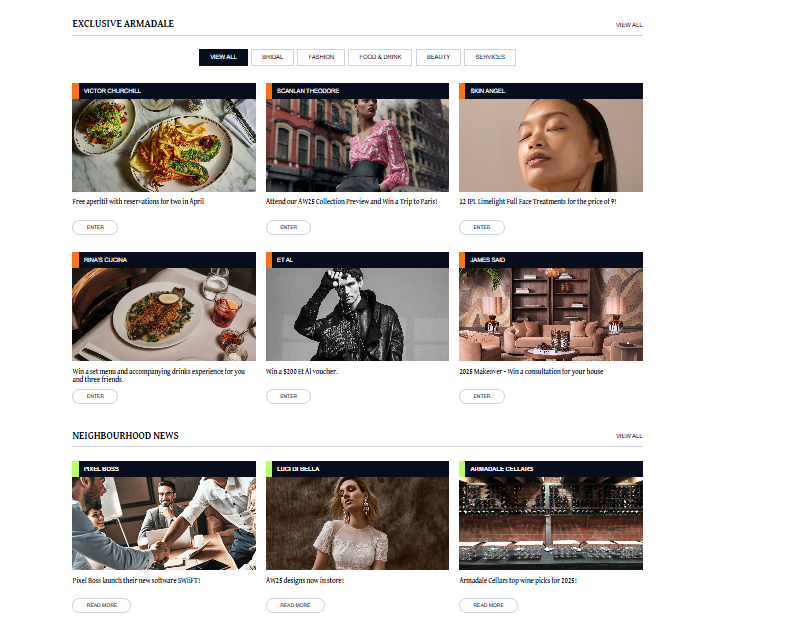 EXCLUSIVE ARMADALE
VIEW ALL
VIEW ALL
BRIDAL
FASHION
FOOD & DRINK
BEAUTY
SERVICES
VICTOR CHURCHILL
SCANLAN THEODORE
SKIN ANGEL
Free aperitif with reservations for two in April
Attend our AW25 Collection Preview and Win a Trip to Paris!
12 IPL Limelight Full Face Treatments for the price of 9!
ENTER
ENTER
ENTER
RINA'S CUCINA
ET AL
JAMES SAID
Win a set menu and accompanying drinks experience for you
and three friends.
Win a $200 Et Al voucher.
2025 Makeover - Win a consultation for your house
ENTER
ENTER
ENTER
NEIGHBOURHOOD NEWS
VIEW ALL
PIXEL BOSS
LUCI DI BELLA
ARMADALE CELLARS
Pixel Boss launch their new software SWiiFT!
AW25 designs now in store!
Armadale Cellars top wine picks for 2025!
READ MORE
READ MORE
READ MORE